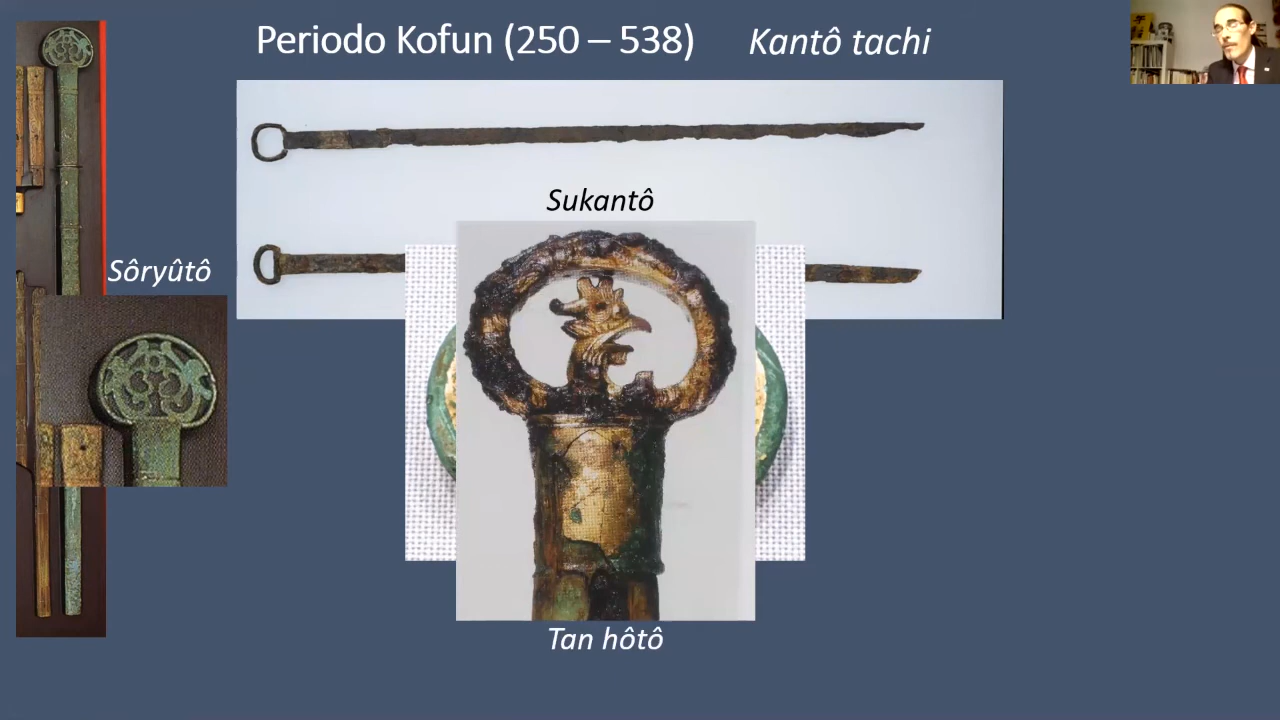 Periodo Kofun (250 – 538)
Kantô tachi
Sukantô
Sôryûtô
Tan hôtô